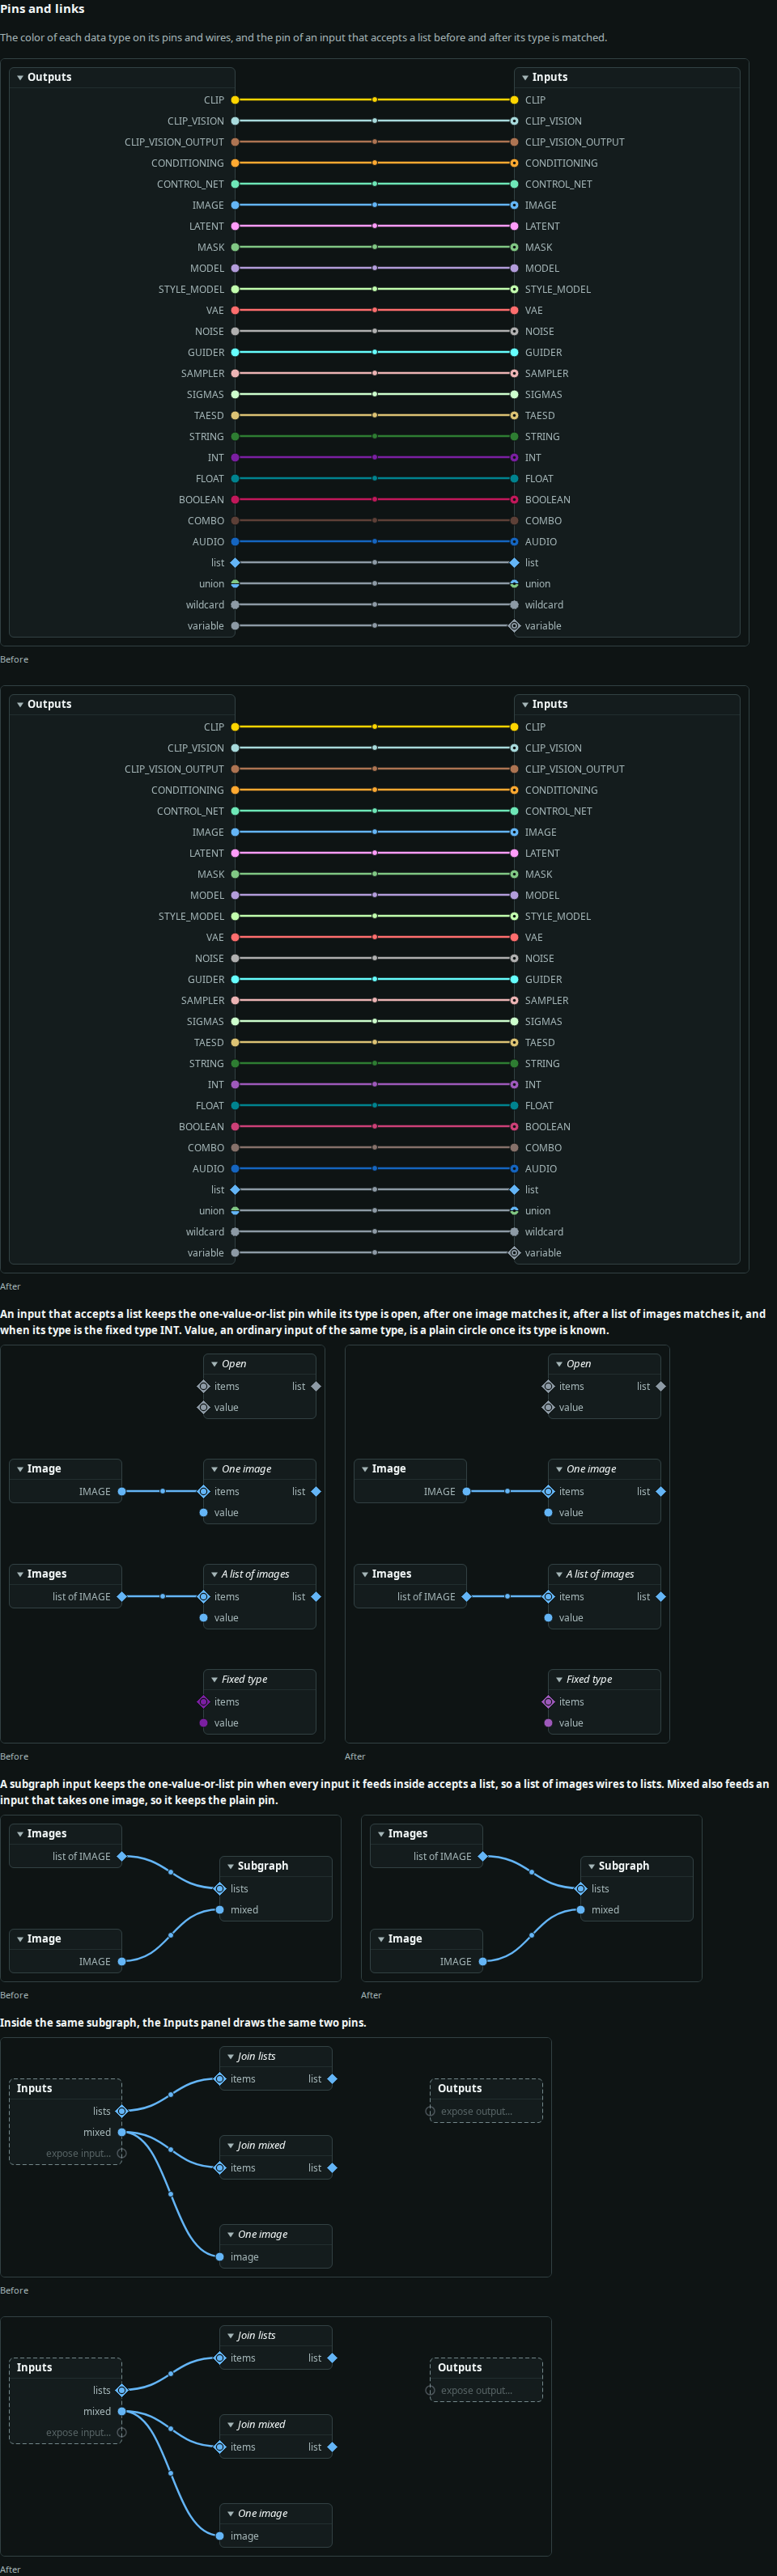 Pins and links
The color of each data type on its pins and wires, and the pin of an input that accepts a list before and after its type is matched.
Outputs Inputs
CLIP CLIP
CLIP_VISION CLIP_VISION
CLIP_VISION_OUTPUT CLIP_VISION_OUTPUT
CONDITIONING CONDITIONING
CONTROL_NET CONTROL_NET
IMAGE IMAGE
LATENT LATENT
MASK MASK
MODEL MODEL
STYLE_MODEL STYLE_MODEL
VAE VAE
NOISE NOISE
GUIDER GUIDER
SAMPLER SAMPLER
SIGMAS SIGMAS
TAESD TAESD
STRING STRING
INT INT
FLOAT FLOAT
BOOLEAN BOOLEAN
COMBO COMBO
AUDIO AUDIO
list list
union union
wildcard wildcard
variable variable
Before
Outputs Inputs
CLIP CLIP
CLIP_VISION CLIP_VISION
CLIP_VISION_OUTPUT CLIP_VISION_OUTPUT
CONDITIONING CONDITIONING
CONTROL_NET CONTROL_NET
IMAGE IMAGE
LATENT LATENT
MASK MASK
MODEL MODEL
STYLE_MODEL STYLE_MODEL
VAE VAE
NOISE NOISE
GUIDER GUIDER
SAMPLER SAMPLER
SIGMAS SIGMAS
TAESD TAESD
STRING STRING
INT INT
FLOAT FLOAT
BOOLEAN BOOLEAN
COMBO COMBO
AUDIO AUDIO
list list
union union
wildcard wildcard
variable variable
After
An input that accepts a list keeps the one-value-or-list pin while its type is open, after one image matches it, after a list of images matches it, and
when its type is the fixed type INT. Value, an ordinary input of the same type, is a plain circle once its type is known.
Open
items list
value
Image One image
IMAGE items list
value
Images A list of images
list of IMAGE items list
value
Fixed type
items
value
Before
Open
items list
value
Image One image
IMAGE items list
value
Images A list of images
list of IMAGE items list
value
Fixed type
items
value
After
A subgraph input keeps the one-value-or-list pin when every input it feeds inside accepts a list, so a list of images wires to lists. Mixed also feeds an
input that takes one image, so it keeps the plain pin.
Images
list of IMAGE
Subgraph
lists
mixed
Image
IMAGE
Before
Images
list of IMAGE
Subgraph
lists
mixed
Image
IMAGE
After
Inside the same subgraph, the Inputs panel draws the same two pins.
Join lists
items list
Inputs
lists
mixed
expose input...
Outputs
expose output...
Join mixed
items list
One image
image
Before
Join lists
items list
Inputs
lists
mixed
expose input...
Outputs
expose output...
Join mixed
items list
One image
image
After